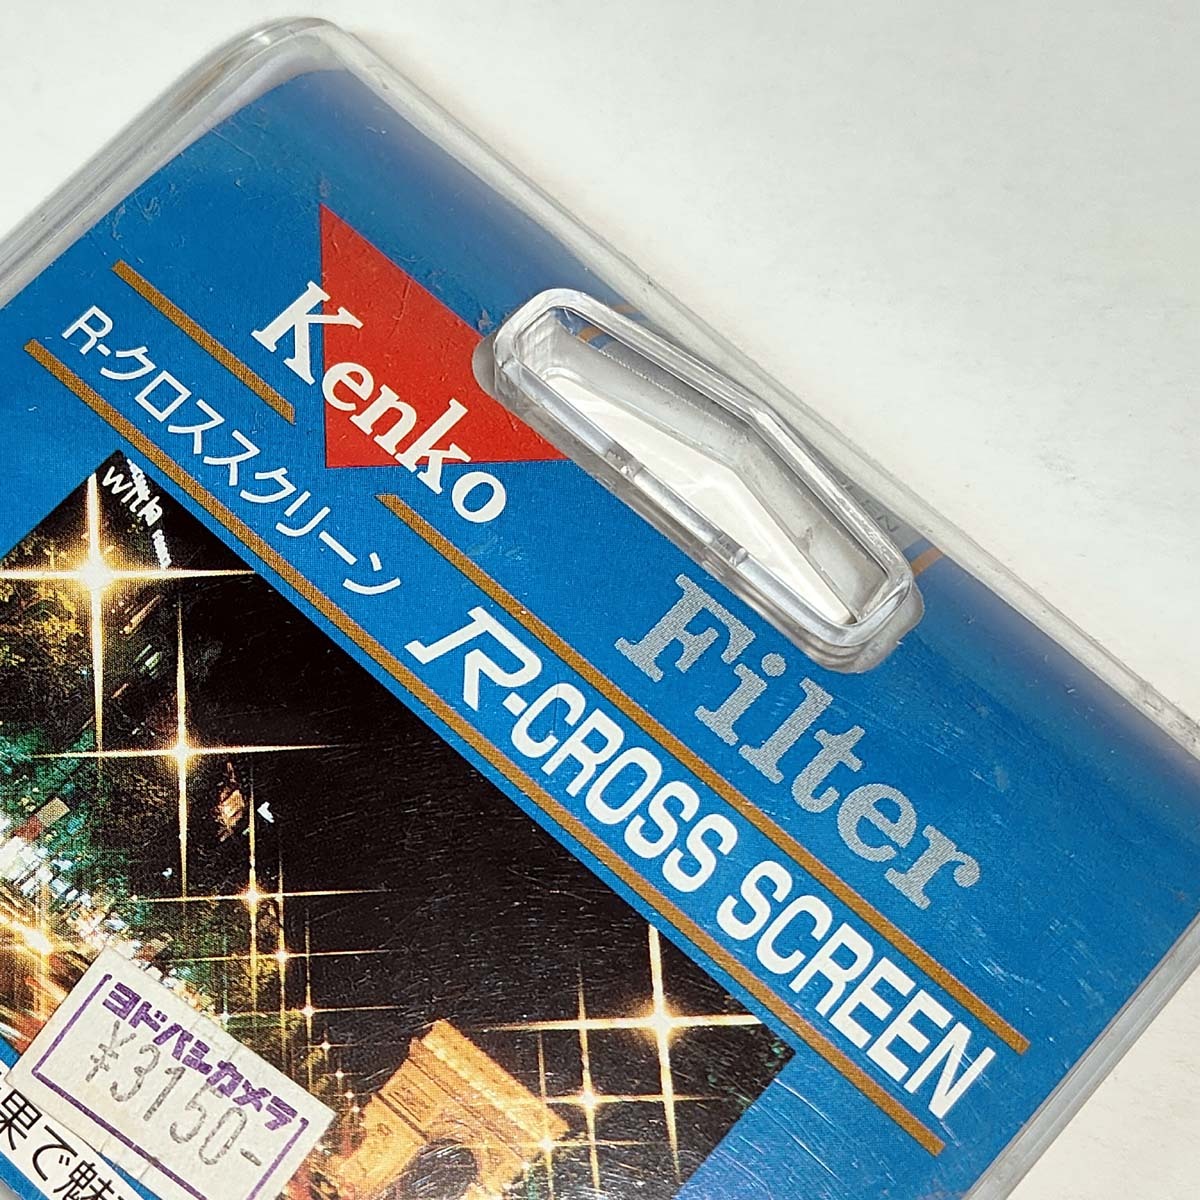 Kenko
Filter
R-クロススクリーン
R-CROSS SCREEN
with
ヨドバシカメラ
¥3150-
果で魅